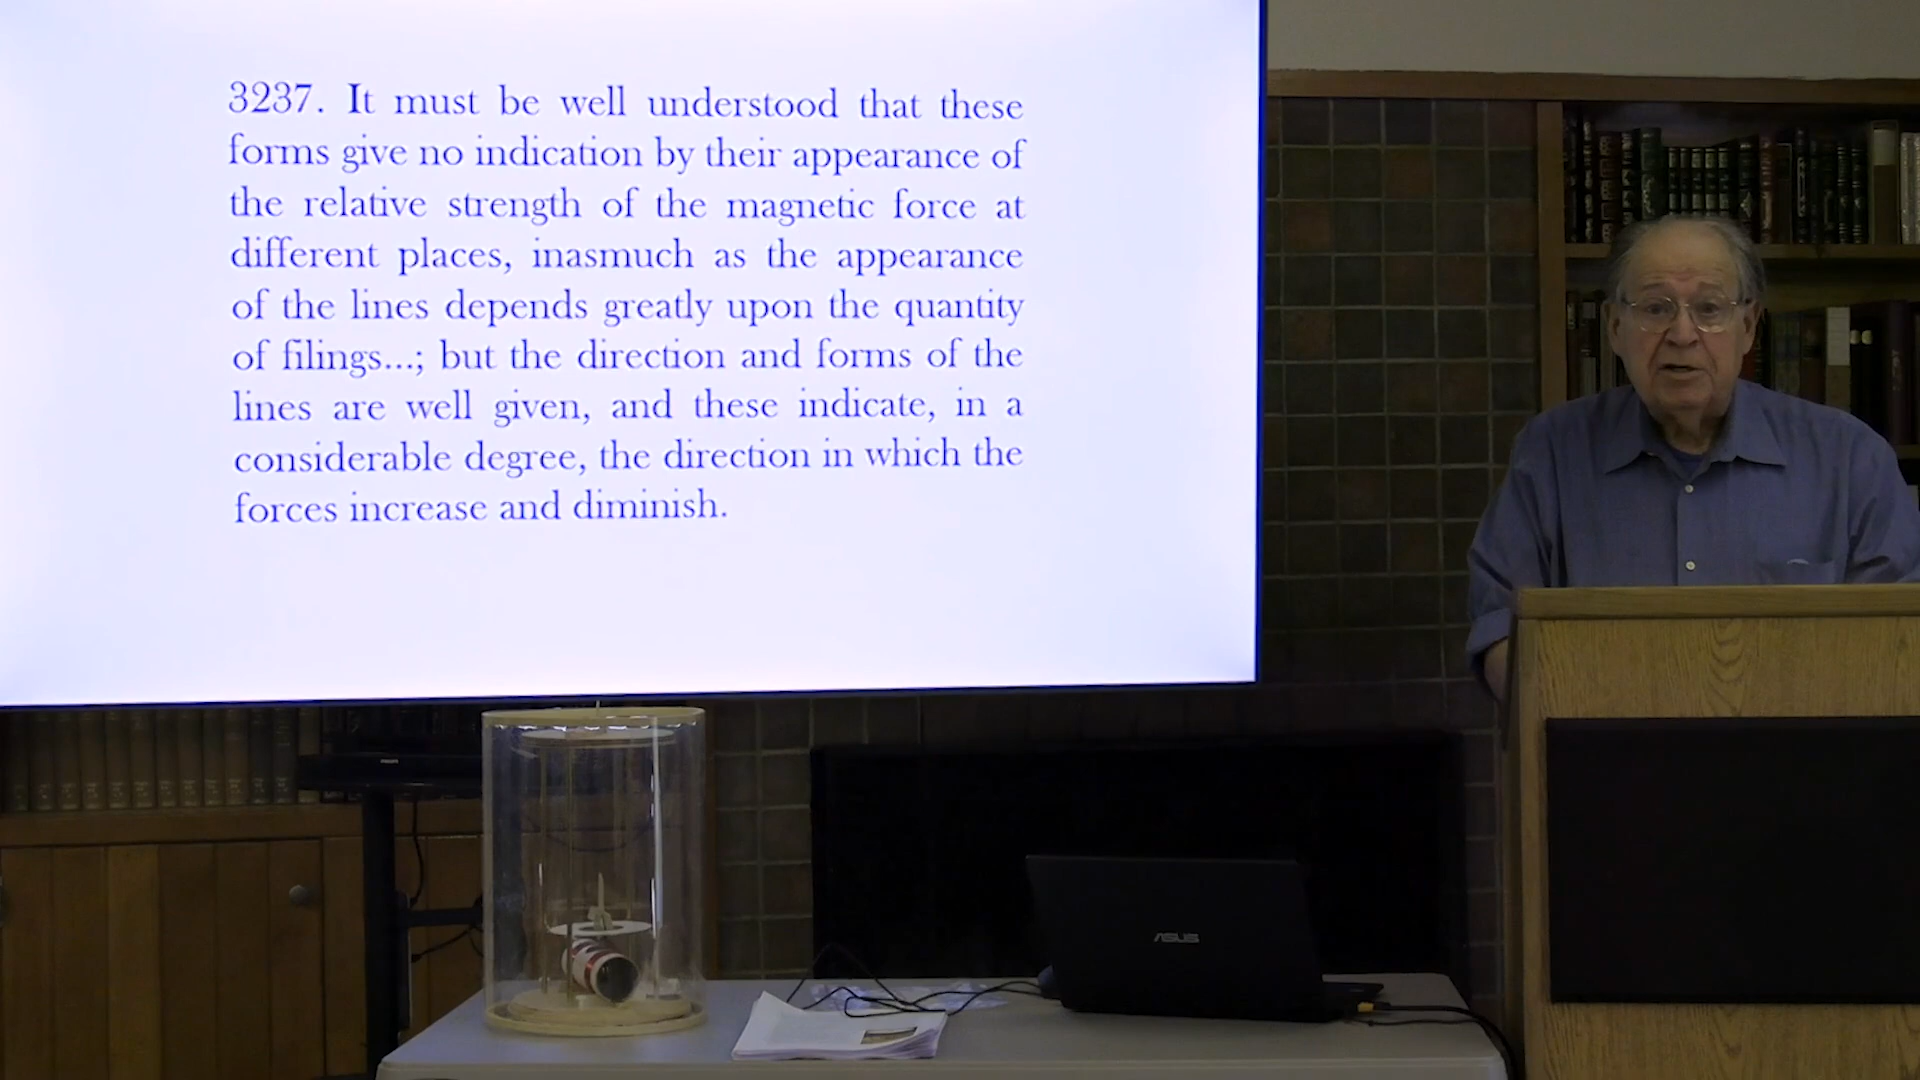 3237. It must be well understood that these
forms give no indication by their appearance of
the relative strength of the magnetic force at
different places, inasmuch as the appearance
of the lines depends greatly upon the quantity
of filings...; but the direction and forms of the
lines are well given, and these indicate, in a
considerable degree, the direction in which the
forces increase and diminish.
PHILIPS
ASUS